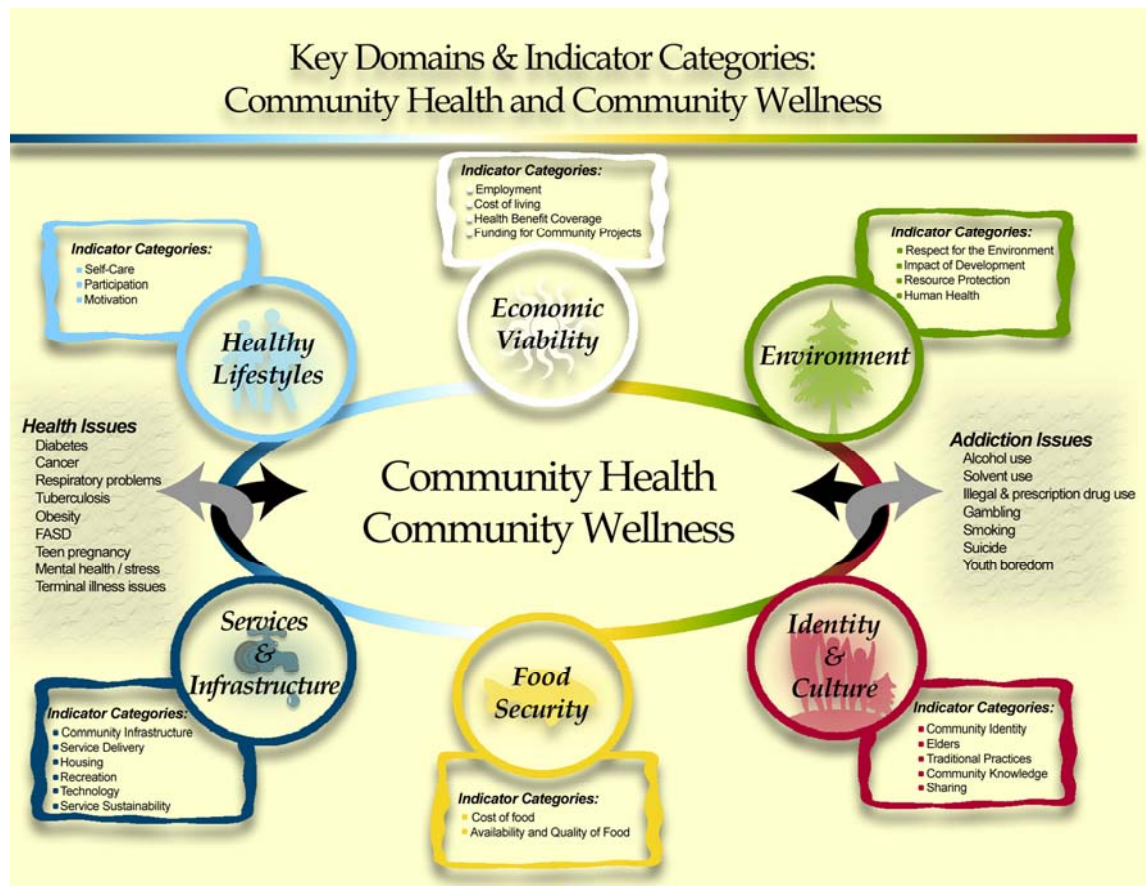 Key Domains & Indicator Categories:
Community Health and Community Wellness
Indicator Categories:
Employment
Cost of living
Health Benefit Coverage
Funding for Community Projects
Economic
Viability
Indicator Categories:
Self-Care
Participation
Motivation
Healthy
Lifestyles
Indicator Categories:
Respect for the Environment
Impact of Development
Resource Protection
Human Health
Environment
Health Issues
Diabetes
Cancer
Respiratory problems
Tuberculosis
Obesity
FASD
Teen pregnancy
Mental health / stress
Terminal illness issues
Community Health
Community Wellness
Addiction Issues
Alcohol use
Solvent use
Illegal & prescription drug use
Gambling
Smoking
Suicide
Youth boredom
Services
&
Infrastructure
Indicator Categories:
Community Infrastructure
Service Delivery
Housing
Recreation
Technology
Service Sustainability
Food
Security
Indicator Categories:
Cost of food
Availability and Quality of Food
Identity
&
Culture
Indicator Categories:
Community Identity
Elders
Traditional Practices
Community Knowledge
Sharing